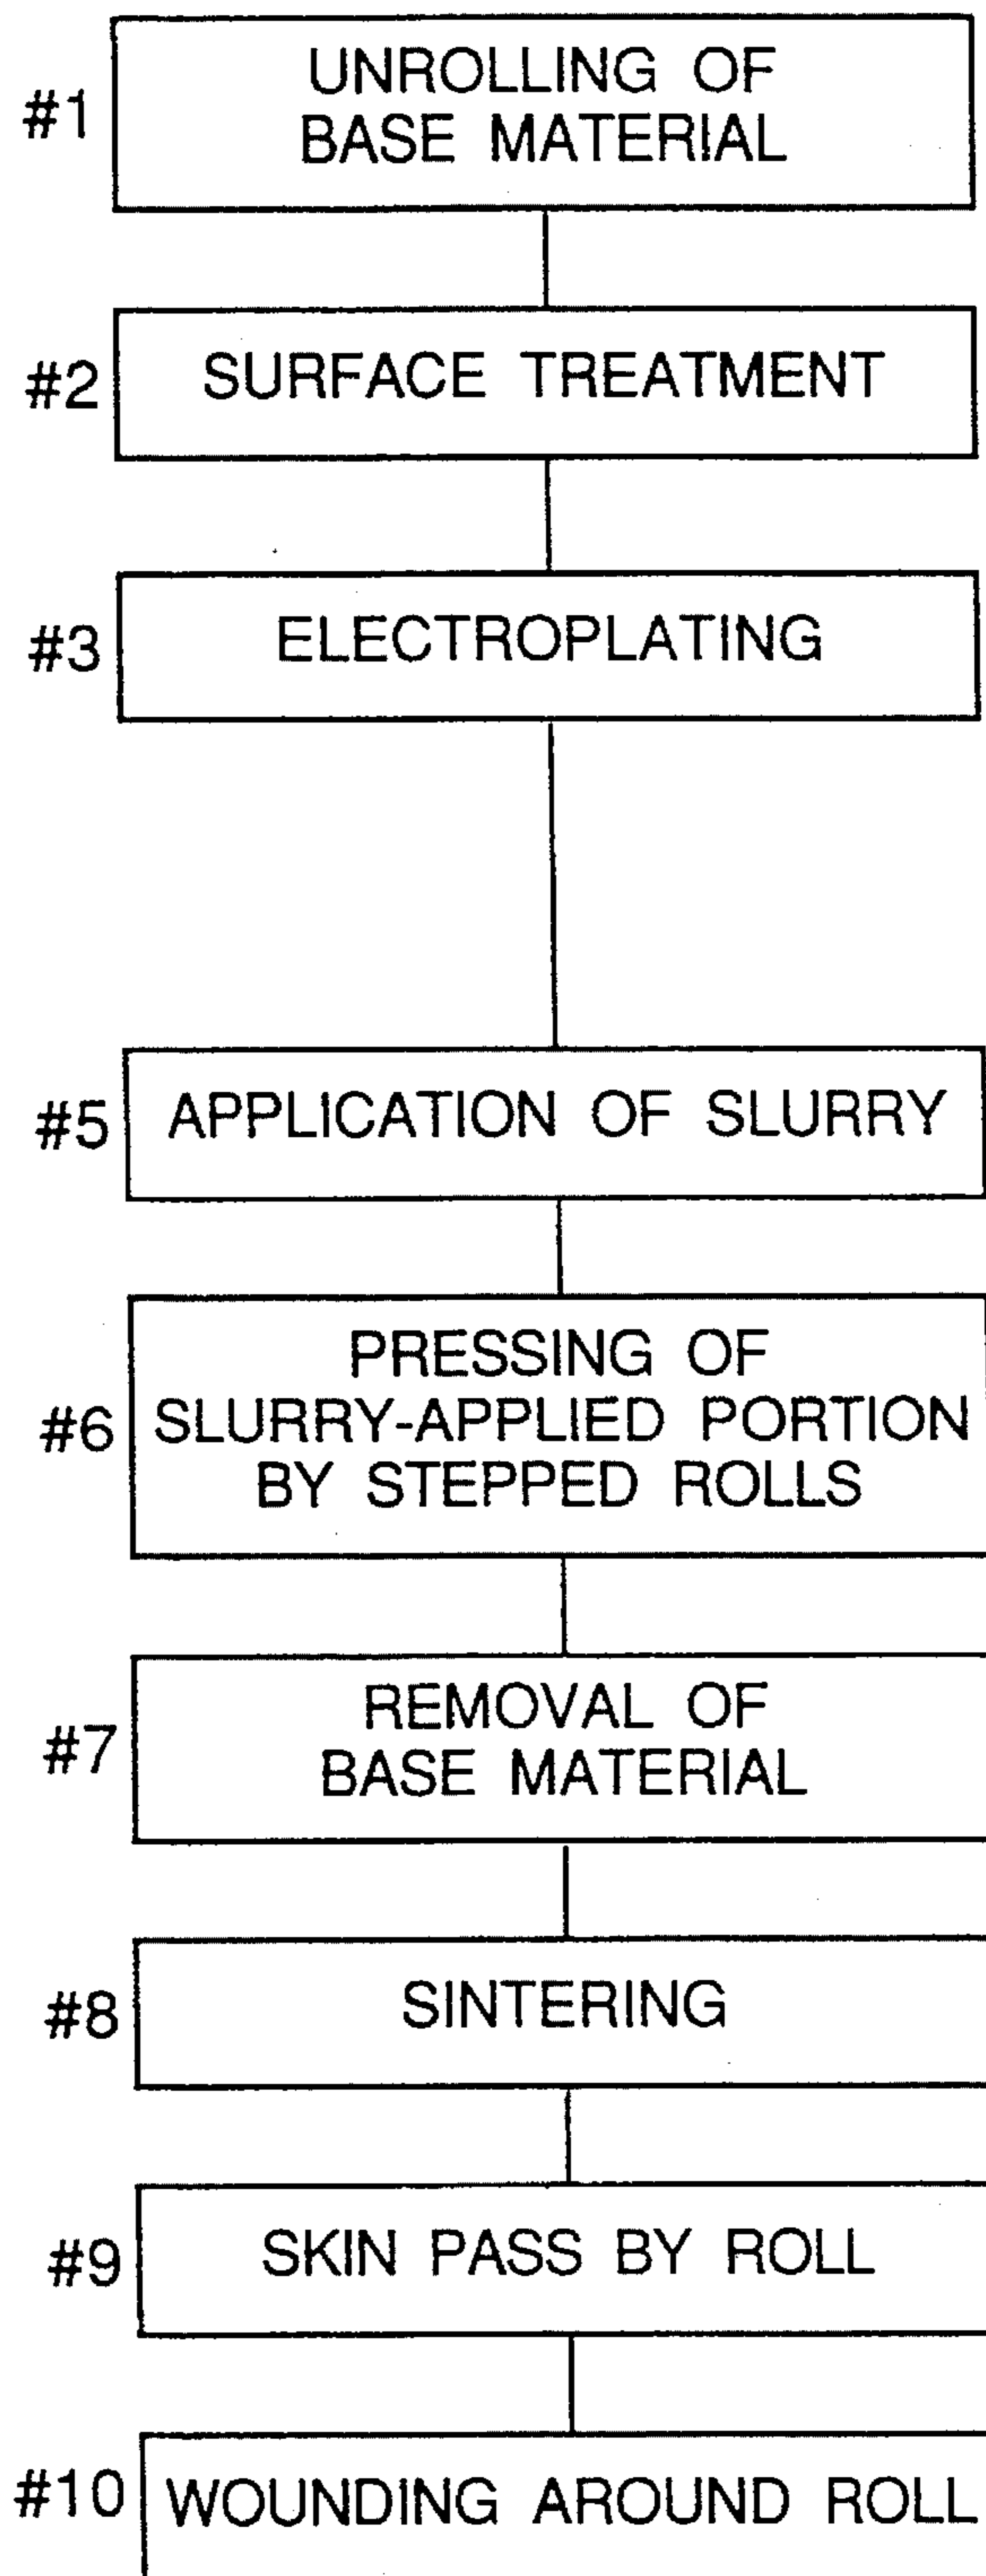 #1
UNROLLING OF
BASE MATERIAL
#2
SURFACE TREATMENT
#3
ELECTROPLATING
#5
APPLICATION OF SLURRY
#6
PRESSING OF
SLURRY-APPLIED PORTION
BY STEPPED ROLLS
#7
REMOVAL OF
BASE MATERIAL
#8
SINTERING
#9
SKIN PASS BY ROLL
#10
WOUNDING AROUND ROLL